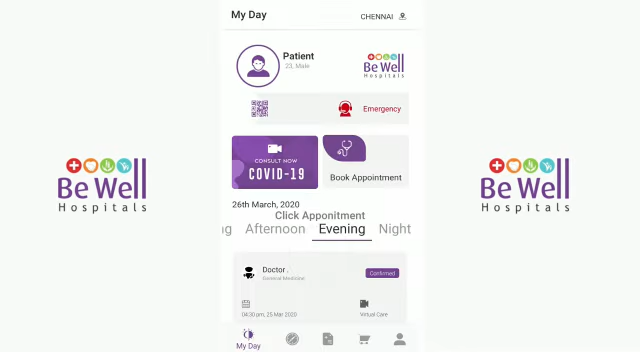 My Day
CHENNAI
Patient
23, Male
Be Well
Hospitals
Emergency
CONSULT NOW
COVID-19
Book Appointment
26th March, 2020
Click Apponitment
ng Afternoon Evening Night
Doctor .
General Medicine
Confirmed
04:30 pm, 25 Mar 2020
Virtual Care
My Day
Be Well
Hospitals
Be Well
Hospitals